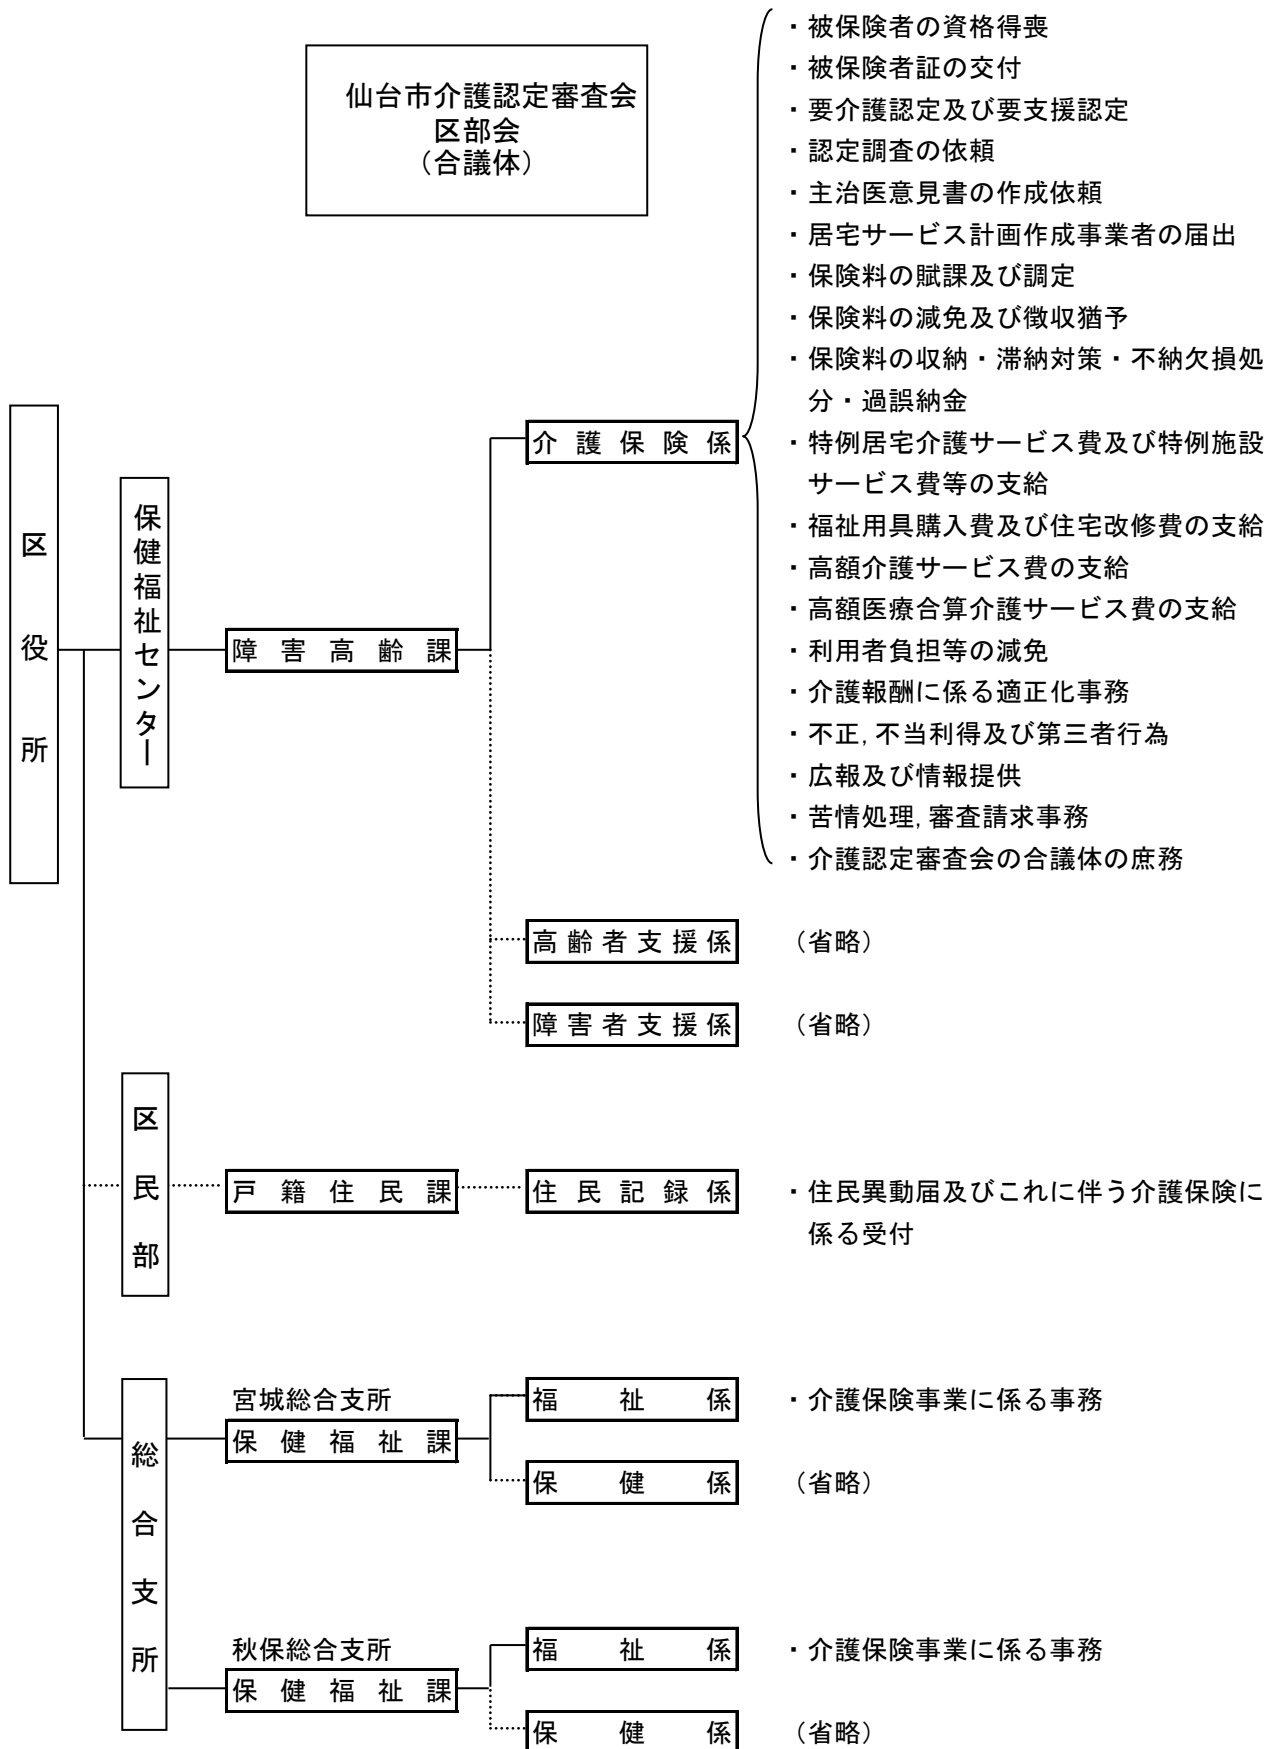 仙台市介護認定審査会
区部会
（合議体）
区役所
保健福祉センター
障害高齢課
介護保険係
・被保険者の資格得喪
・被保険者証の交付
・要介護認定及び要支援認定
・認定調査の依頼
・主治医意見書の作成依頼
・居宅サービス計画作成事業者の届出
・保険料の賦課及び調定
・保険料の減免及び徴収猶予
・保険料の収納・滞納対策・不納欠損処
分・過誤納金
・特例居宅介護サービス費及び特例施設
サービス費等の支給
・福祉用具購入費及び住宅改修費の支給
・高額介護サービス費の支給
・高額医療合算介護サービス費の支給
・利用者負担等の減免
・介護報酬に係る適正化事務
・不正,不当利得及び第三者行為
・広報及び情報提供
・苦情処理,審査請求事務
・介護認定審査会の合議体の庶務
高齢者支援係
（省略）
障害者支援係
（省略）
区民部
戸籍住民課
住民記録係
・住民異動届及びこれに伴う介護保険に
係る受付
総合支所
宮城総合支所
保健福祉課
福祉係
・介護保険事業に係る事務
保健係
（省略）
秋保総合支所
保健福祉課
福祉係
・介護保険事業に係る事務
保健係
（省略）